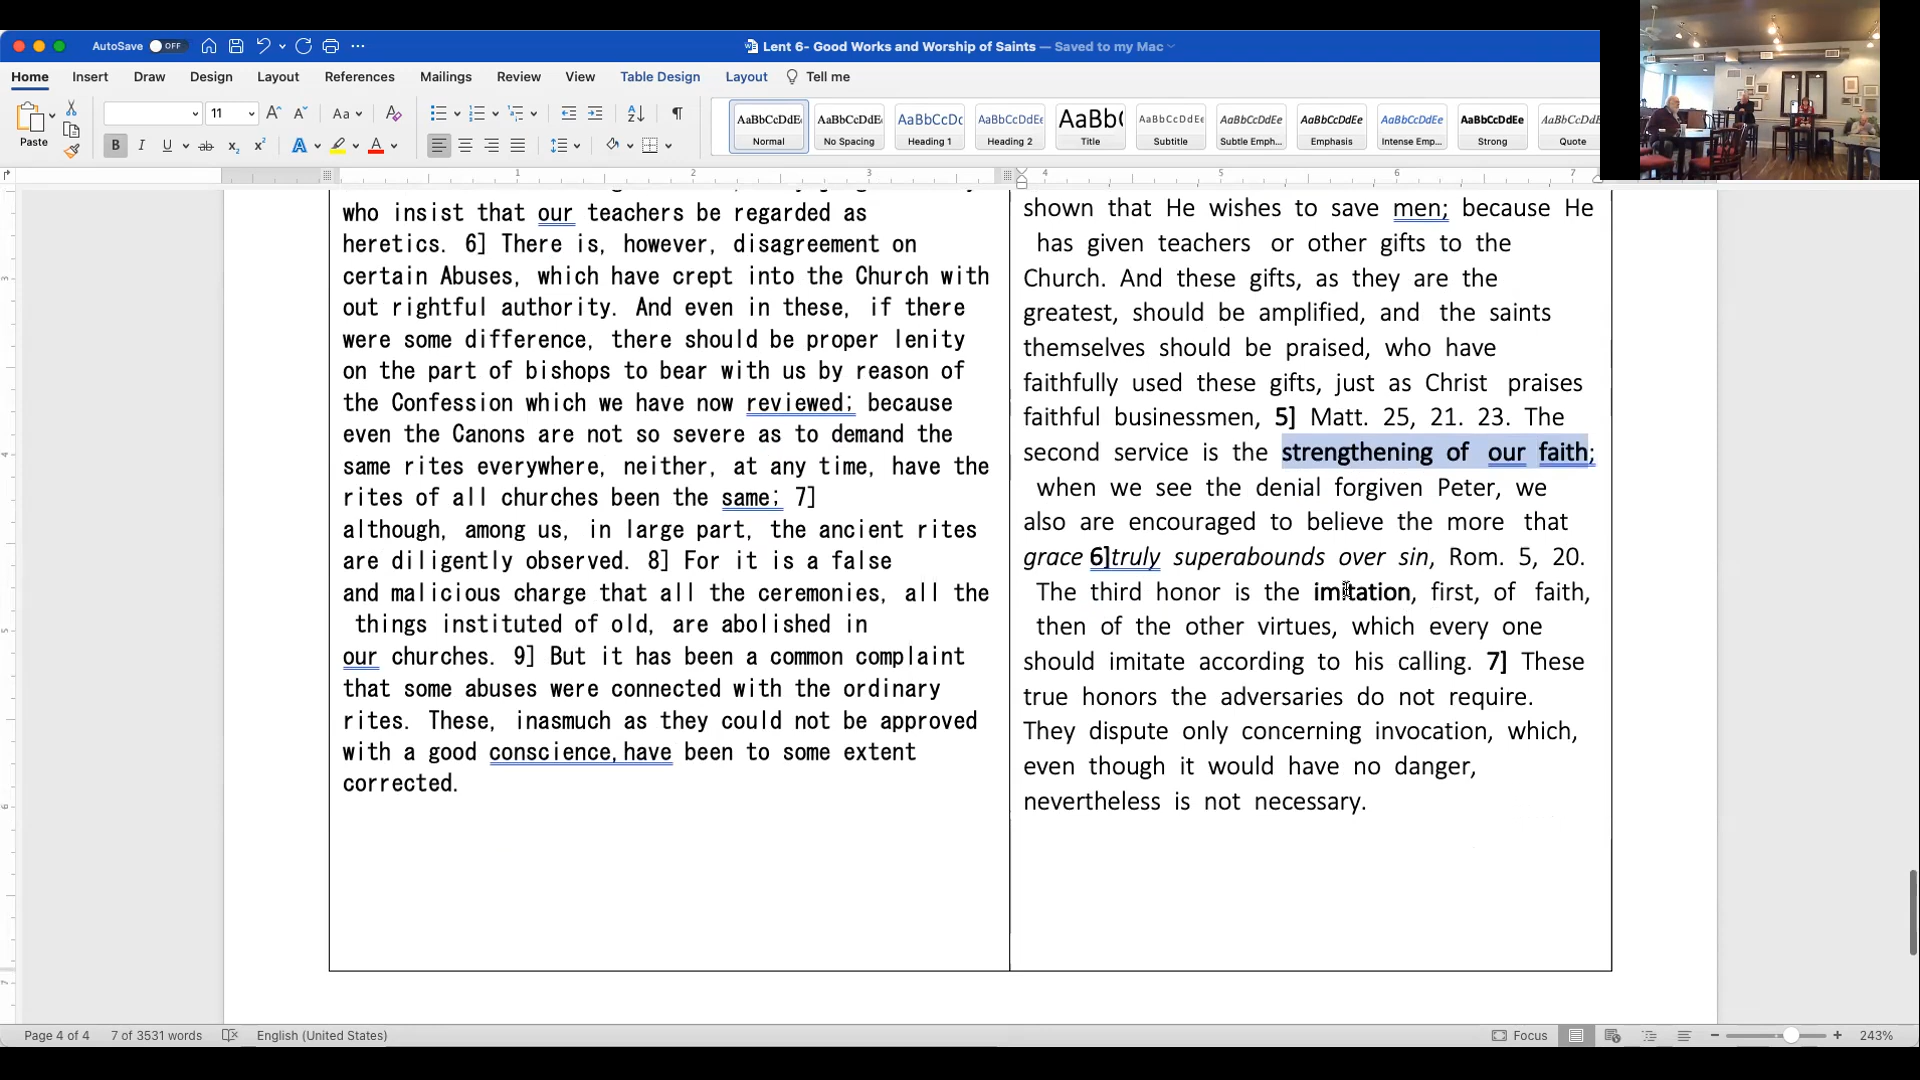 AutoSave OFF
Lent 6- Good Works and Worship of Saints — Saved to my Mac
Home Insert Draw Design Layout References Mailings Review View Table Design Layout Tell me
Paste
11
Aa
B I U ab x₂ x² A A
AaBbCcDdEe AaBbCcDdEe AaBbCcDc AaBbCcDdEe AaBb( AaBbCcDdEe AaBbCcDdEe AaBbCcDdEe AaBbCcDdEe AaBbCcDdEe AaBbCcDdEe
Normal No Spacing Heading 1 Heading 2 Title Subtitle Subtle Emph... Emphasis Intense Emp... Strong Quote
1 2 3 4 5 6 7
who insist that our teachers be regarded as
heretics. 6] There is, however, disagreement on
certain Abuses, which have crept into the Church with
out rightful authority. And even in these, if there
were some difference, there should be proper lenity
on the part of bishops to bear with us by reason of
the Confession which we have now reviewed; because
even the Canons are not so severe as to demand the
same rites everywhere, neither, at any time, have the
rites of all churches been the same; 7]
although, among us, in large part, the ancient rites
are diligently observed. 8] For it is a false
and malicious charge that all the ceremonies, all the
things instituted of old, are abolished in
our churches. 9] But it has been a common complaint
that some abuses were connected with the ordinary
rites. These, inasmuch as they could not be approved
with a good conscience,have been to some extent
corrected.
shown that He wishes to save men; because He
has given teachers or other gifts to the
Church. And these gifts, as they are the
greatest, should be amplified, and the saints
themselves should be praised, who have
faithfully used these gifts, just as Christ praises
faithful businessmen, 5] Matt. 25, 21. 23. The
second service is the strengthening of our faith;
when we see the denial forgiven Peter, we
also are encouraged to believe the more that
grace 6]truly superabounds over sin, Rom. 5, 20.
The third honor is the imitation, first, of faith,
then of the other virtues, which every one
should imitate according to his calling. 7] These
true honors the adversaries do not require.
They dispute only concerning invocation, which,
even though it would have no danger,
nevertheless is not necessary.
3
4
5
6
7
Page 4 of 4 7 of 3531 words English (United States) Focus 243%